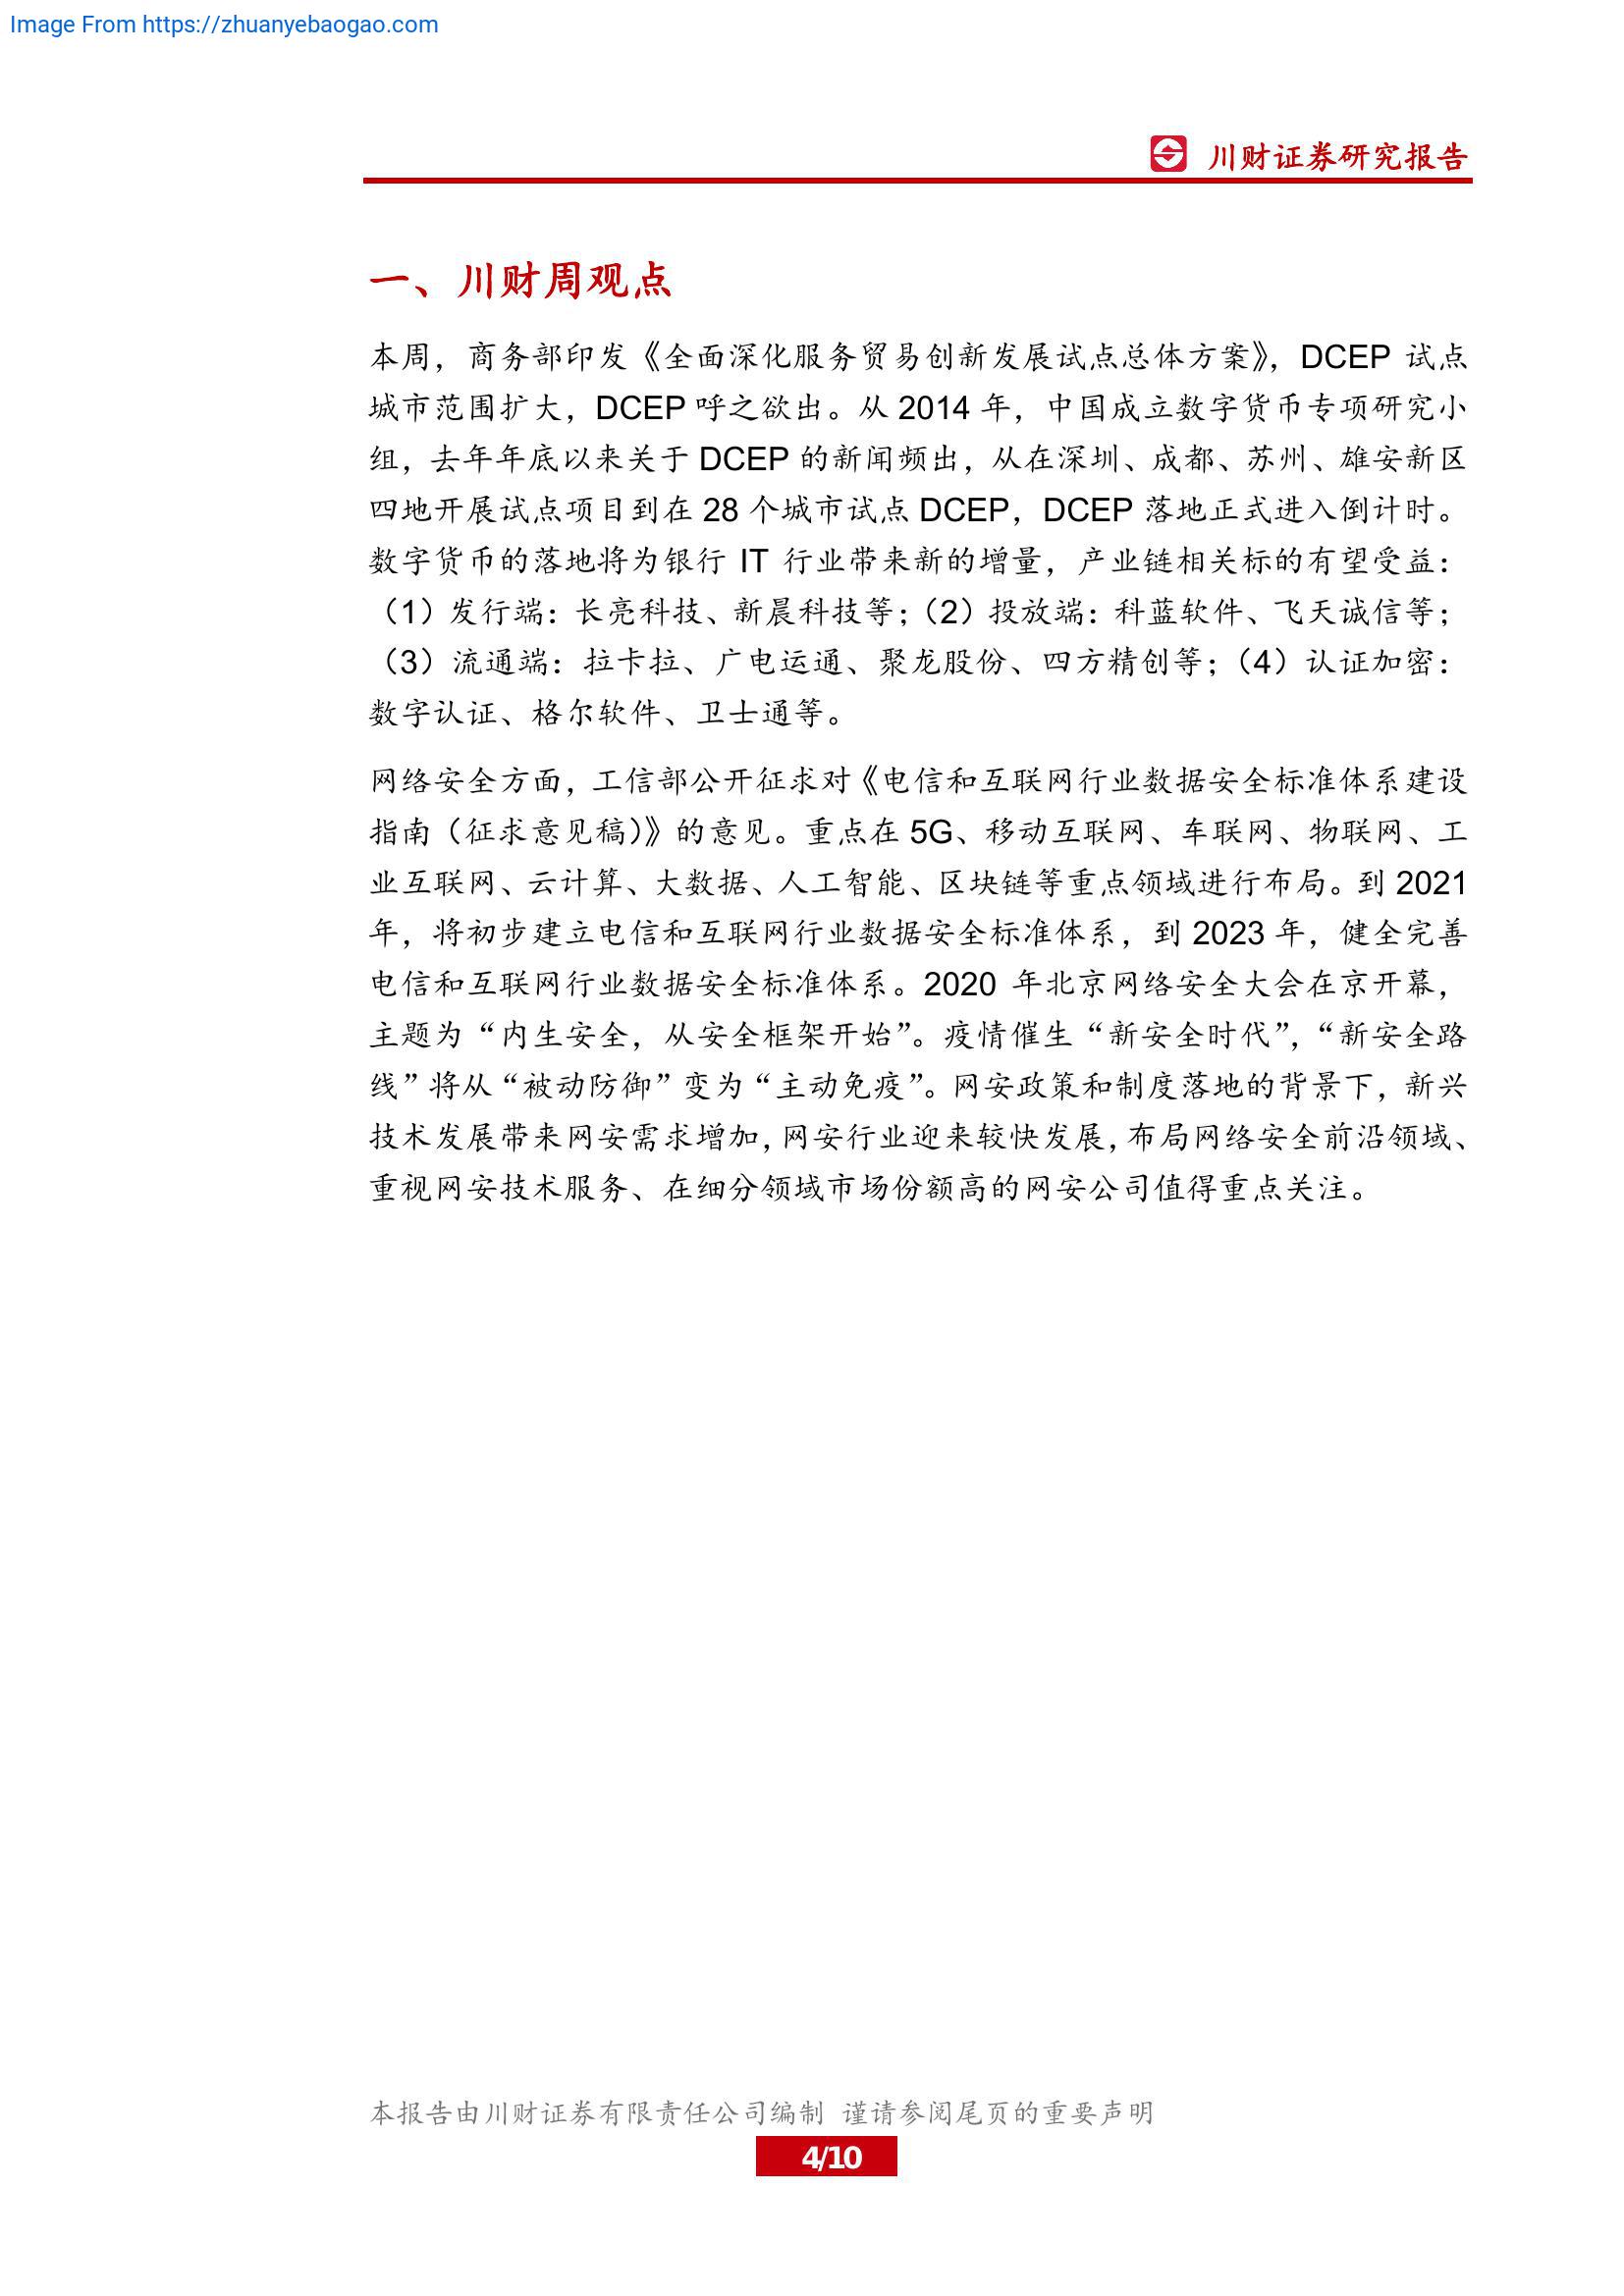 Image From https://zhuanyebaogao.com
川财证券研究报告
一、川财周观点
本周，商务部印发《全面深化服务贸易创新发展试点总体方案》，DCEP 试点
城市范围扩大，DCEP 呼之欲出。从 2014 年，中国成立数字货币专项研究小
组，去年年底以来关于 DCEP 的新闻频出，从在深圳、成都、苏州、雄安新区
四地开展试点项目到在 28 个城市试点 DCEP，DCEP 落地正式进入倒计时。
数字货币的落地将为银行 IT 行业带来新的增量，产业链相关标的有望受益：
（1）发行端：长亮科技、新晨科技等；（2）投放端：科蓝软件、飞天诚信等；
（3）流通端：拉卡拉、广电运通、聚龙股份、四方精创等；（4）认证加密：
数字认证、格尔软件、卫士通等。
网络安全方面，工信部公开征求对《电信和互联网行业数据安全标准体系建设
指南（征求意见稿）》的意见。重点在 5G、移动互联网、车联网、物联网、工
业互联网、云计算、大数据、人工智能、区块链等重点领域进行布局。到 2021
年，将初步建立电信和互联网行业数据安全标准体系，到 2023 年，健全完善
电信和互联网行业数据安全标准体系。2020 年北京网络安全大会在京开幕，
主题为“内生安全，从安全框架开始”。疫情催生“新安全时代”，“新安全路
线”将从“被动防御”变为“主动免疫”。网安政策和制度落地的背景下，新兴
技术发展带来网安需求增加，网安行业迎来较快发展，布局网络安全前沿领域、
重视网安技术服务、在细分领域市场份额高的网安公司值得重点关注。
本报告由川财证券有限责任公司编制 谨请参阅尾页的重要声明
4/10